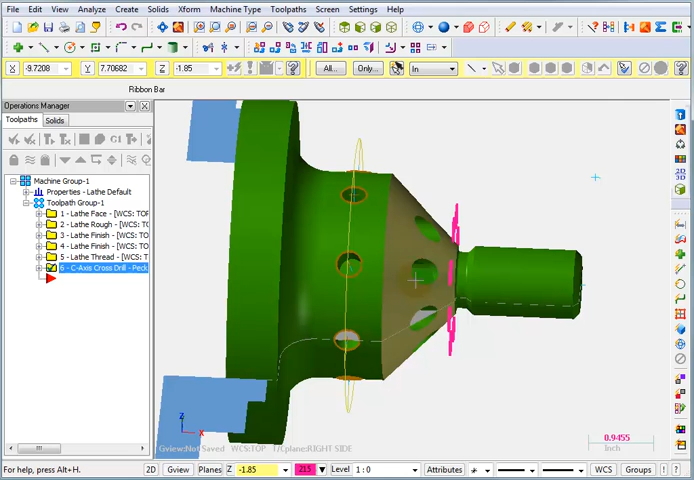 File Edit View Analyze Create Solids Xform Machine Type Toolpaths Screen Settings Help
X -9.7208 Y 7.70682 Z -1.85 All... Only... In
Ribbon Bar
Operations Manager
Toolpaths Solids
Machine Group-1
Properties - Lathe Default
Toolpath Group-1
1 - Lathe Face - [WCS: TOP
2 - Lathe Rough - [WCS: TO
3 - Lathe Finish - [WCS: TO
4 - Lathe Finish - [WCS: TO
5 - Lathe Thread - [WCS: TO
6 - C-Axis Cross Drill - Peck
Z
X
Gview:Not Saved WCS:TOP T/Cplane:RIGHT SIDE
0.9455
Inch
For help, press Alt+H.
2D Gview Planes Z -1.85 215 Level 1 : 0 Attributes WCS Groups ! ?